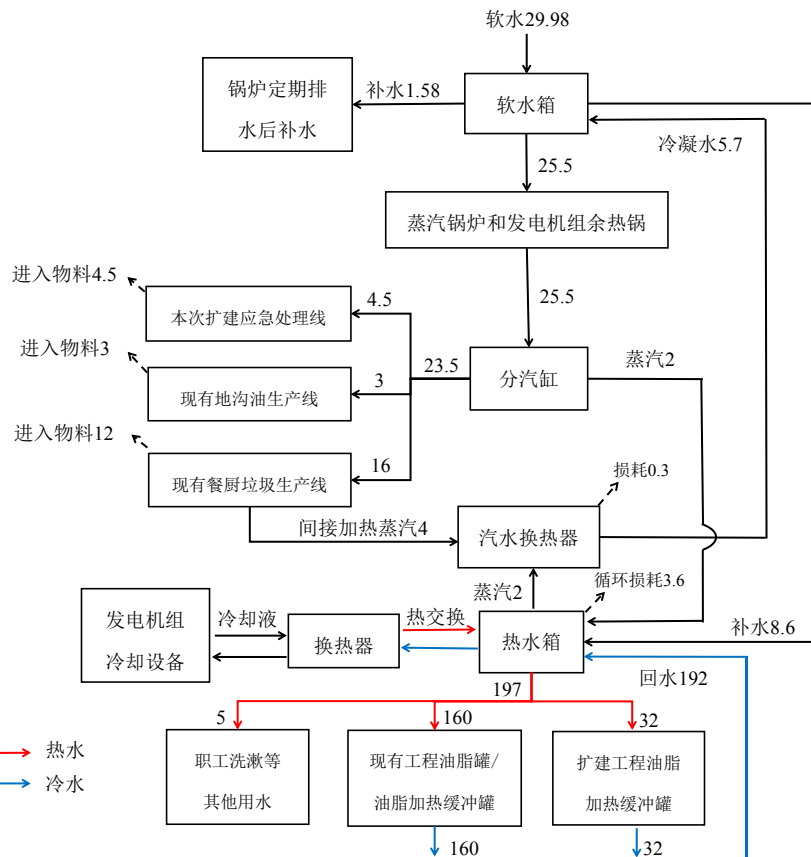 软水29.98
锅炉定期排
水后补水
补水1.58
软水箱
冷凝水5.7
25.5
蒸汽锅炉和发电机组余热锅
进入物料4.5
25.5
4.5
本次扩建应急处理线
进入物料3
23.5
蒸汽2
3
分汽缸
现有地沟油生产线
进入物料12
16
现有餐厨垃圾生产线
损耗0.3
间接加热蒸汽4
汽水换热器
蒸汽2
循环损耗3.6
发电机组
冷却设备
冷却液
换热器
热交换
热水箱
补水8.6
回水192
197
5
160
32
热水
冷水
职工洗漱等
其他用水
现有工程油脂罐/
油脂加热缓冲罐
扩建工程油脂
加热缓冲罐
160
32